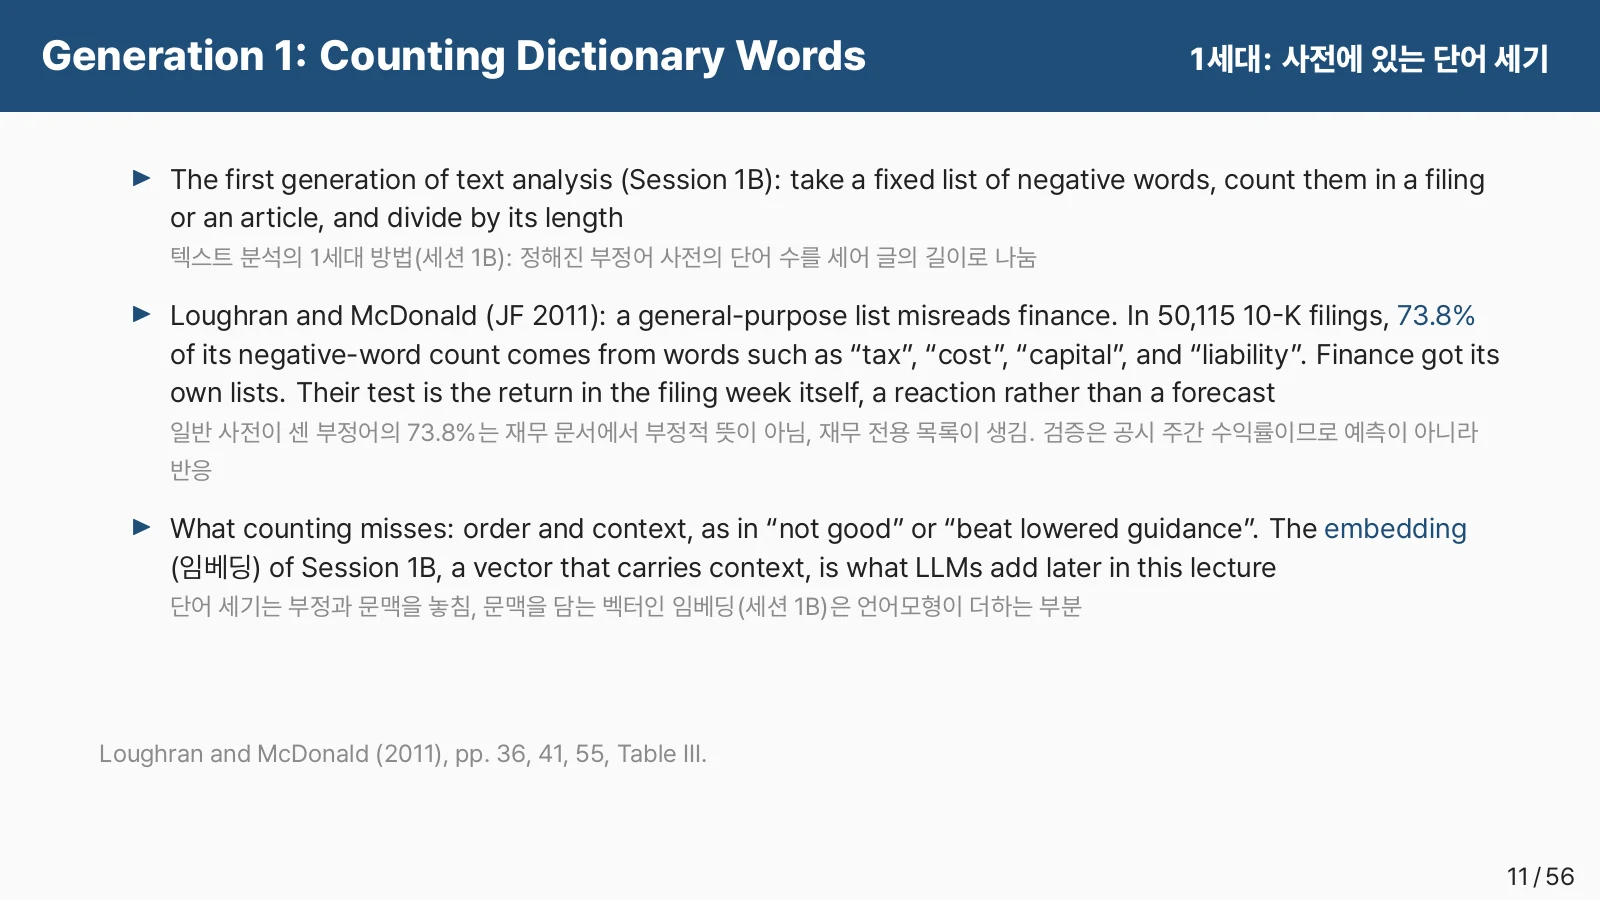 Generation 1: Counting Dictionary Words
1세대: 사전에 있는 단어 세기
► The first generation of text analysis (Session 1B): take a fixed list of negative words, count them in a filing
or an article, and divide by its length
텍스트 분석의 1세대 방법(세션 1B): 정해진 부정어 사전의 단어 수를 세어 글의 길이로 나눔
► Loughran and McDonald (JF 2011): a general-purpose list misreads finance. In 50,115 10-K filings, 73.8%
of its negative-word count comes from words such as “tax”, “cost”, “capital”, and “liability”. Finance got its
own lists. Their test is the return in the filing week itself, a reaction rather than a forecast
일반 사전이 센 부정어의 73.8%는 재무 문서에서 부정적 뜻이 아님, 재무 전용 목록이 생김. 검증은 공시 주간 수익률이므로 예측이 아니라
반응
► What counting misses: order and context, as in “not good” or “beat lowered guidance”. The embedding
(임베딩) of Session 1B, a vector that carries context, is what LLMs add later in this lecture
단어 세기는 부정과 문맥을 놓침, 문맥을 담는 벡터인 임베딩(세션 1B)은 언어모형이 더하는 부분
Loughran and McDonald (2011), pp. 36, 41, 55, Table III.
11 / 56